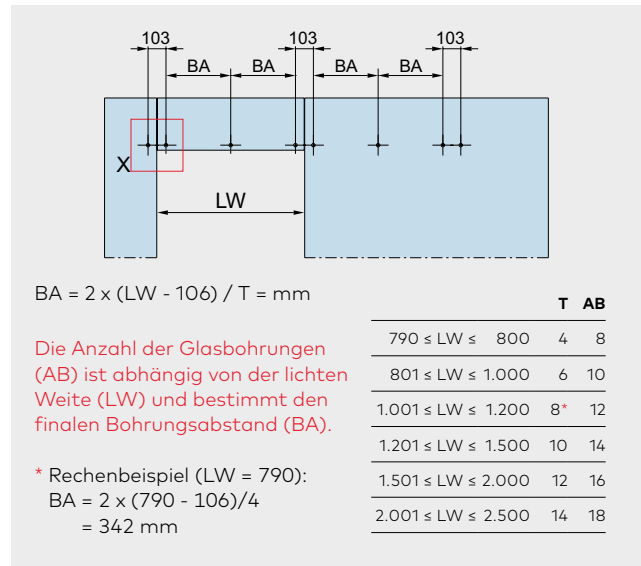 103 103 103
BA BA BA BA
X
LW
BA = 2 x (LW - 106) / T = mm
Die Anzahl der Glasbohrungen
(AB) ist abhängig von der lichten
Weite (LW) und bestimmt den
finalen Bohrungsabstand (BA).
* Rechenbeispiel (LW = 790):
BA = 2 x (790 - 106)/4
= 342 mm
T AB
790 ≤ LW ≤ 800 4 8
801 ≤ LW ≤ 1.000 6 10
1.001 ≤ LW ≤ 1.200 8* 12
1.201 ≤ LW ≤ 1.500 10 14
1.501 ≤ LW ≤ 2.000 12 16
2.001 ≤ LW ≤ 2.500 14 18